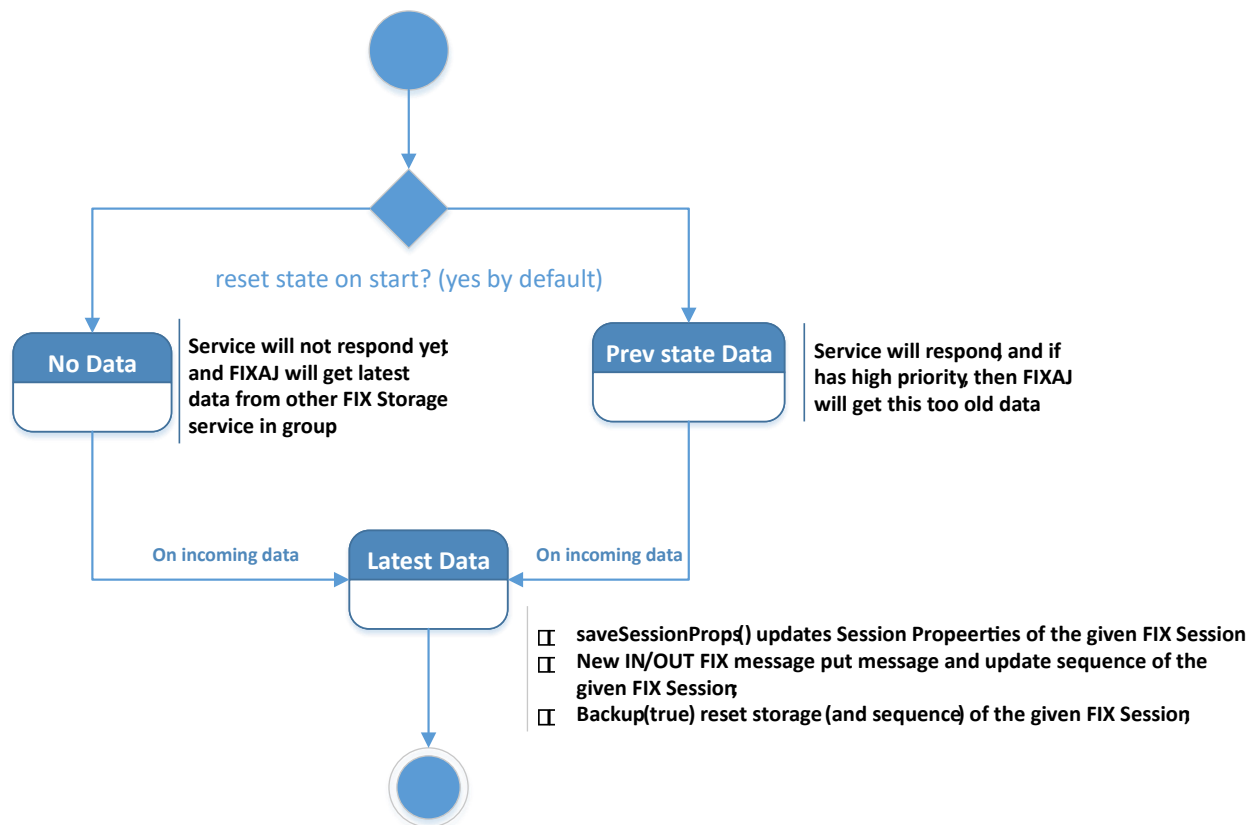 reset state on start? (yes by default)
No Data
Service will not respond yet,
and FIXAJ will get latest
data from other FIX Storage
service in group
Prev state Data
Service will respond, and if
has high priority, then FIXAJ
will get this too old data
On incoming data
Latest Data
On incoming data
saveSessionProps() updates Session Propeerties of the given FIX Session
New IN/OUT FIX message put message and update sequence of the
given FIX Session;
Backup(true) reset storage (and sequence) of the given FIX Session;